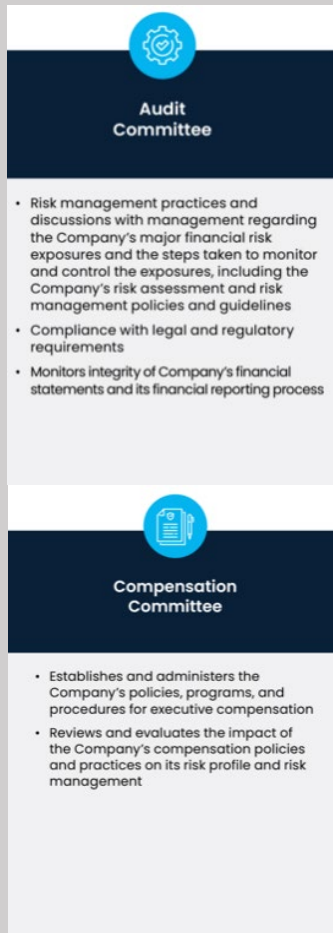 Audit
Committee
• Risk management practices and
discussions with management regarding
the Company's major financial risk
exposures and the steps taken to monitor
and control the exposures, including the
Company's risk assessment and risk
management policies and guidelines
• Compliance with legal and regulatory
requirements
• Monitors integrity of Company's financial
statements and its financial reporting process
Compensation
Committee
• Establishes and administers the
Company's policies, programs, and
procedures for executive compensation
• Reviews and evaluates the impact of
the Company's compensation policies
and practices on its risk profile and risk
management